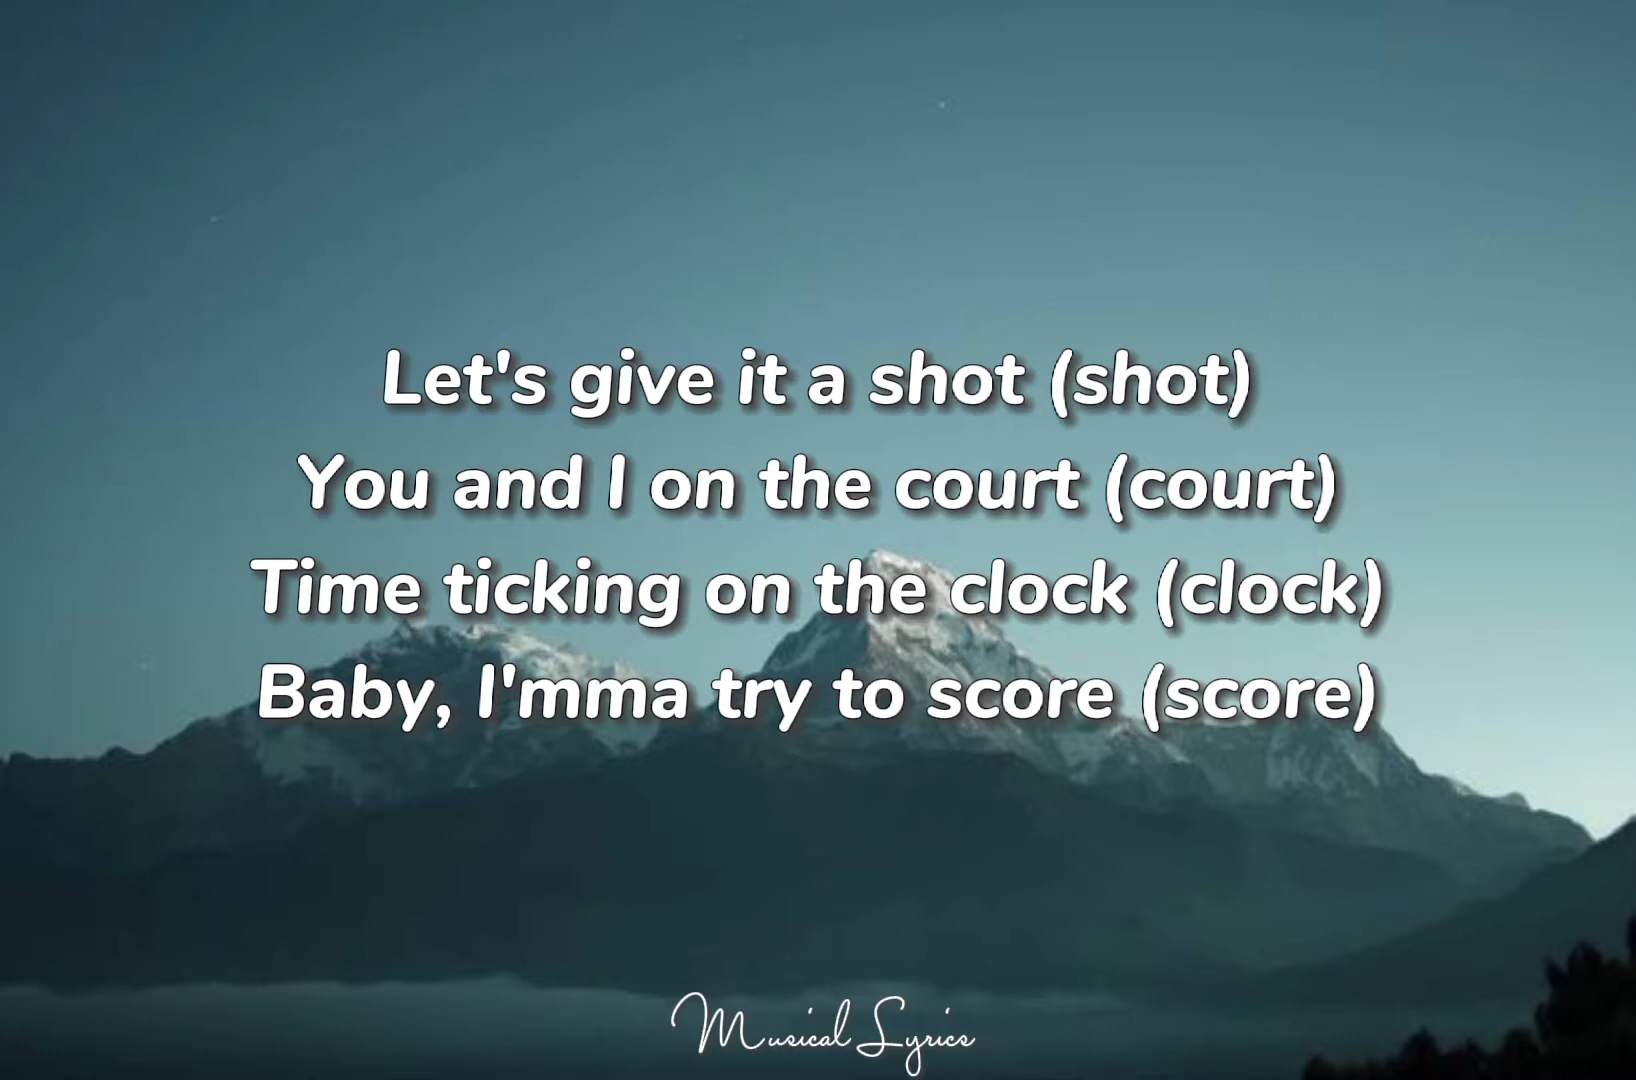 Let's give it a shot (shot)
You and I on the court (court)
Time ticking on the clock (clock)
Baby, I'mma try to score (score)
Musical Lyrics